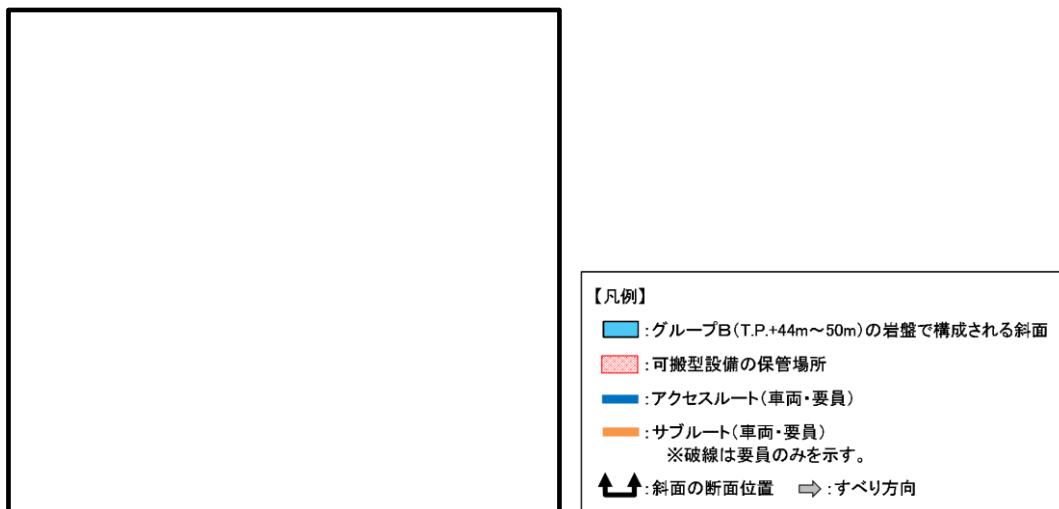 【凡例】
:グループB(T.P.+44m~50m)の岩盤で構成される斜面
:可搬型設備の保管場所
:アクセスルート(車両・要員)
:サブルート(車両・要員)
※破線は要員のみを示す。
:斜面の断面位置 :すべり方向